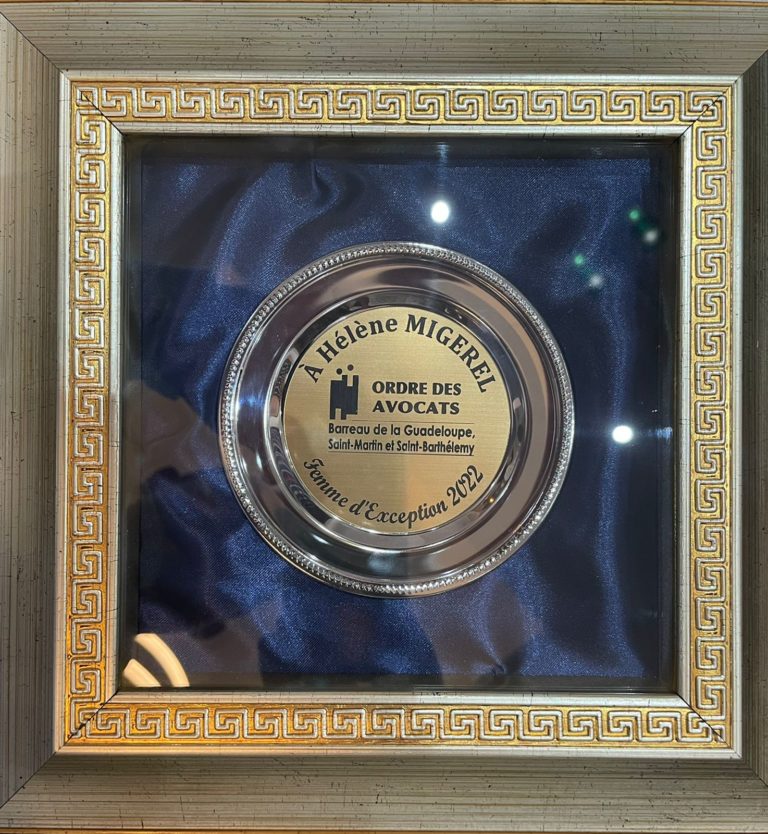 À Hélène MIGEREL
ORDRE DES
AVOCATS
Barreau de la Guadeloupe,
Saint-Martin et Saint-Barthélemy
Femme d'Exception 2022